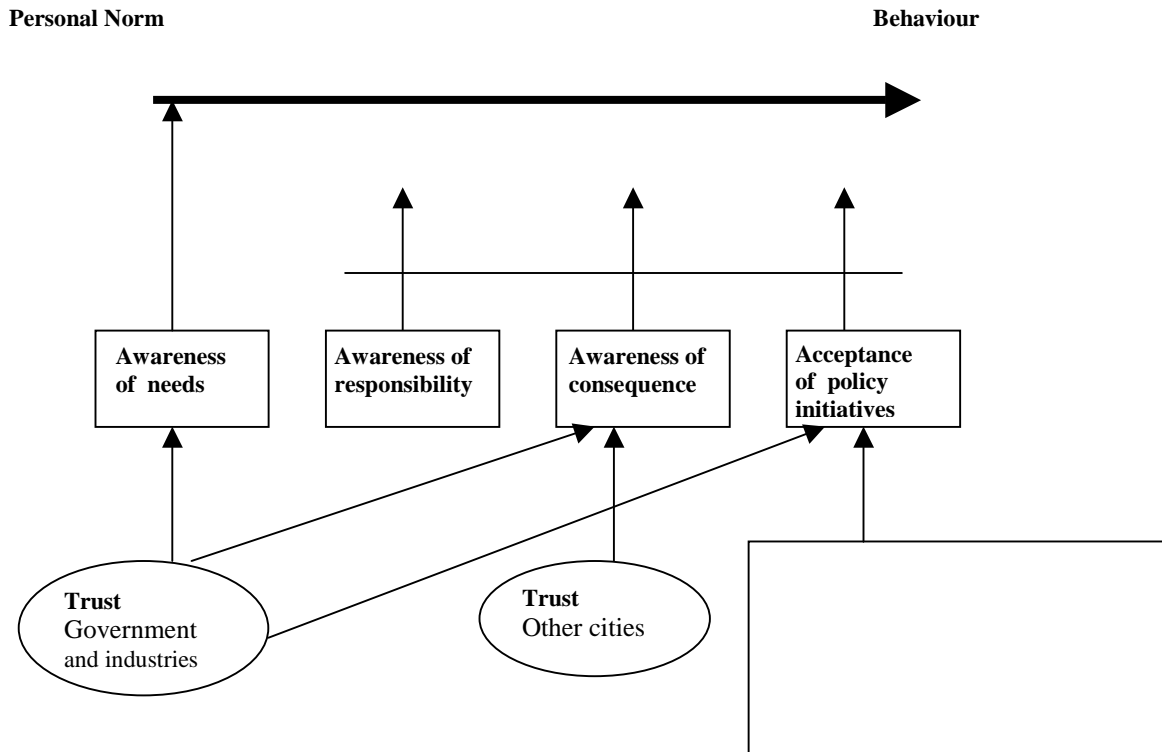 Personal Norm
Behaviour
Awareness
of needs
Awareness of
responsibility
Awareness of
consequence
Acceptance
of policy
initiatives
Trust
Government
and industries
Trust
Other cities